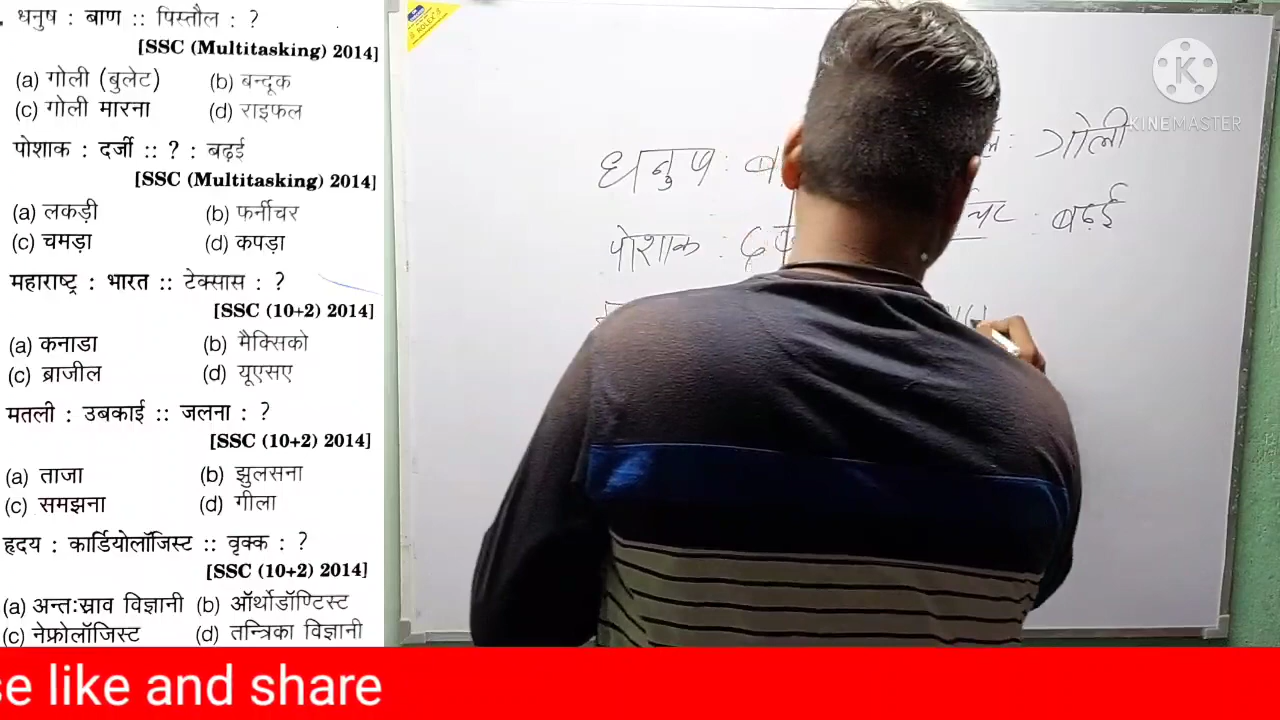 . धनुष : बाण :: पिस्तौल : ?
[SSC (Multitasking) 2014]
(a) गोली (बुलेट) (b) बन्दूक
(c) गोली मारना (d) राइफल
पोशाक : दर्जी :: ? : बढ़ई
[SSC (Multitasking) 2014]
(a) लकड़ी (b) फर्नीचर
(c) चमड़ा (d) कपड़ा
महाराष्ट्र : भारत :: टेक्सास : ?
[SSC (10+2) 2014]
(a) कनाडा (b) मैक्सिको
(c) ब्राजील (d) यूएसए
मतली : उबकाई :: जलना : ?
[SSC (10+2) 2014]
(a) ताजा (b) झुलसना
(c) समझना (d) गीला
हृदय : कार्डियोलॉजिस्ट :: वृक्क : ?
[SSC (10+2) 2014]
(a) अन्तःस्राव विज्ञानी (b) ऑर्थोडॉण्टिस्ट
(c) नेफ्रोलॉजिस्ट (d) तन्त्रिका विज्ञानी
ROLEX
K
KINEMASTER
धनुष : : गोली
पोशाक : : बढ़ई
se like and share